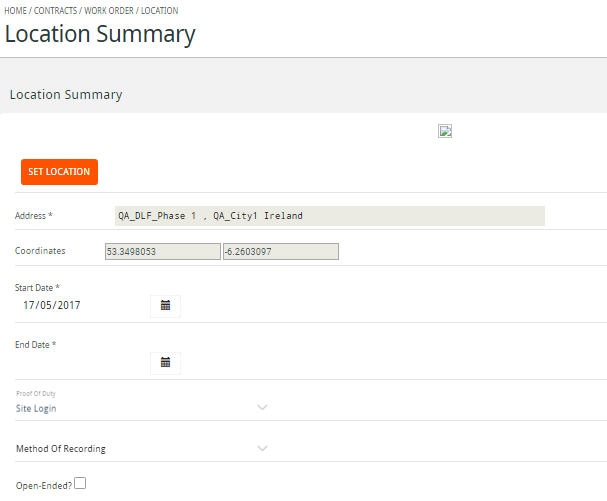 HOME / CONTRACTS / WORK ORDER / LOCATION
Location Summary
Location Summary
SET LOCATION
Address * QA_DLF_Phase 1 , QA_City1 Ireland
Coordinates 53.3498053 -6.2603097
Start Date *
17/05/2017
End Date *
Proof Of Duty
Site Login
Method Of Recording
Open-Ended?